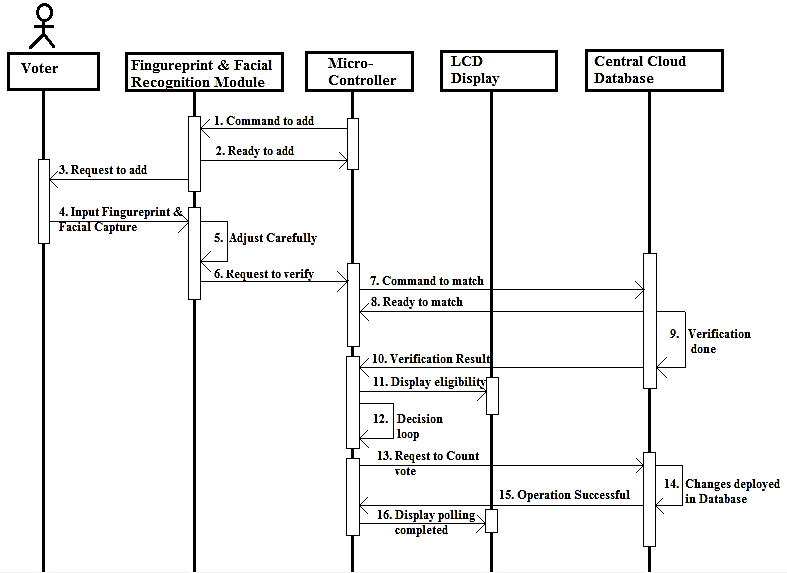 Voter
Fingureprint & Facial
Recognition Module
Micro-
Controller
LCD
Display
Central Cloud
Database
1. Command to add
2. Ready to add
3. Request to add
4. Input Fingureprint &
Facial Capture
5. Adjust Carefully
6. Request to verify
7. Command to match
8. Ready to match
9. Verification
done
10. Verification Result
11. Display eligibility
12. Decision
loop
13. Reqest to Count
vote
14. Changes deployed
in Database
15. Operation Successful
16. Display polling
completed